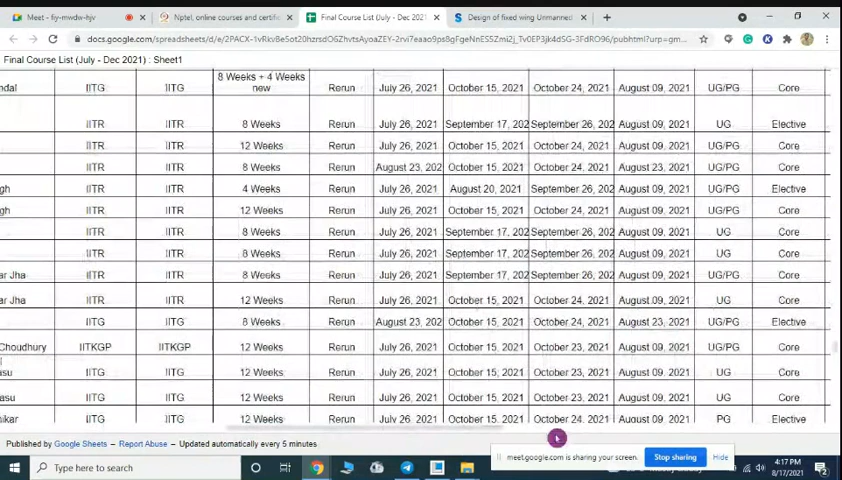 Meet - fiy-mwdw-hjv
Nptel, online courses and certific
Final Course List (July - Dec 2021)
Design of fixed wing Unmanned
Final Course List (July - Dec 2021) : Sheet1
ndal IITG IITG 8 Weeks + 4 Weeks new Rerun July 26, 2021 October 15, 2021 October 24, 2021 August 09, 2021 UG/PG Core
IITR IITR 8 Weeks Rerun July 26, 2021 September 17, 202 September 26, 202 August 09, 2021 UG Elective
IITR IITR 12 Weeks Rerun July 26, 2021 October 15, 2021 October 24, 2021 August 09, 2021 UG/PG Core
IITR IITR 8 Weeks Rerun August 23, 202 October 15, 2021 October 24, 2021 August 23, 2021 UG/PG Core
gh IITR IITR 4 Weeks Rerun July 26, 2021 August 20, 2021 September 26, 202 August 09, 2021 UG/PG Elective
gh IITR IITR 12 Weeks Rerun July 26, 2021 October 15, 2021 October 24, 2021 August 09, 2021 UG/PG Core
IITR IITR 8 Weeks Rerun July 26, 2021 September 17, 202 September 26, 202 August 09, 2021 UG Core
IITR IITR 8 Weeks Rerun July 26, 2021 September 17, 202 September 26, 202 August 09, 2021 UG Core
ar Jha IITR IITR 8 Weeks Rerun July 26, 2021 September 17, 202 September 26, 202 August 09, 2021 UG/PG Core
ar Jha IITR IITR 12 Weeks Rerun July 26, 2021 October 15, 2021 October 24, 2021 August 09, 2021 UG Core
IITG IITG 8 Weeks Rerun August 23, 202 October 15, 2021 October 24, 2021 August 23, 2021 UG/PG Elective
Choudhury IITKGP IITKGP 12 Weeks Rerun July 26, 2021 October 15, 2021 October 23, 2021 August 09, 2021 UG/PG Core
asu IITG IITG 12 Weeks Rerun July 26, 2021 October 15, 2021 October 23, 2021 August 09, 2021 UG Core
asu IITG IITG 12 Weeks Rerun July 26, 2021 October 15, 2021 October 23, 2021 August 09, 2021 UG Core
nikar IITG IITG 12 Weeks Rerun July 26, 2021 October 15, 2021 October 24, 2021 August 09, 2021 PG Elective
Published by Google Sheets – Report Abuse – Updated automatically every 5 minutes
meet.google.com is sharing your screen. Stop sharing Hide
Type here to search
4:17 PM
8/17/2021